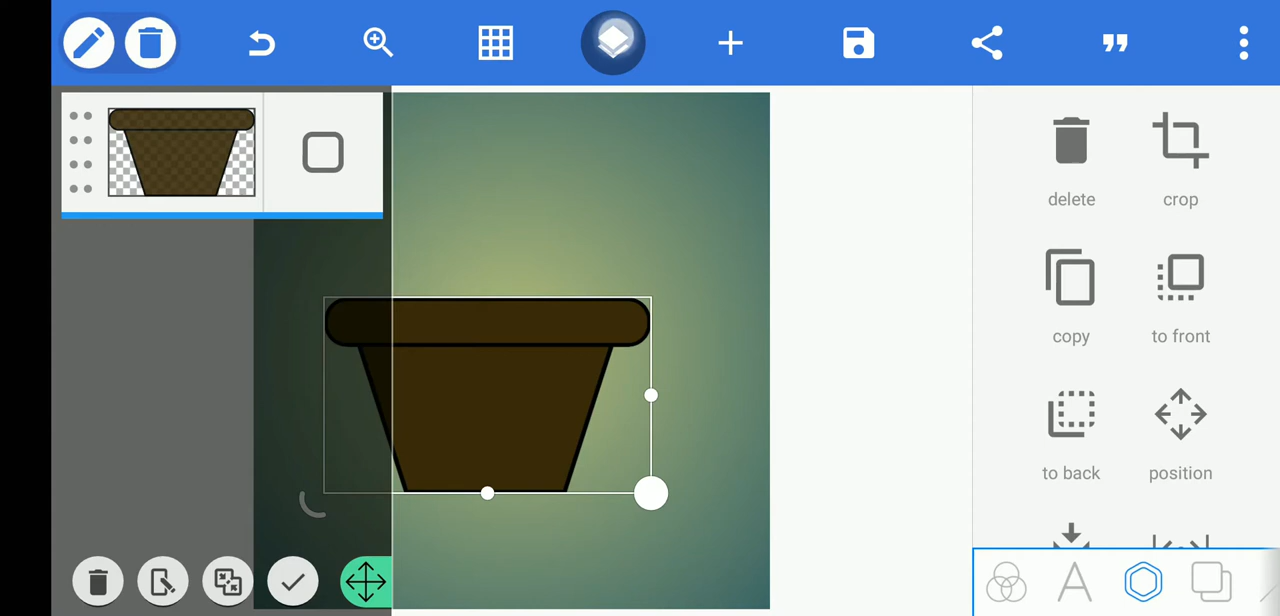 delete
crop
copy
to front
to back
position